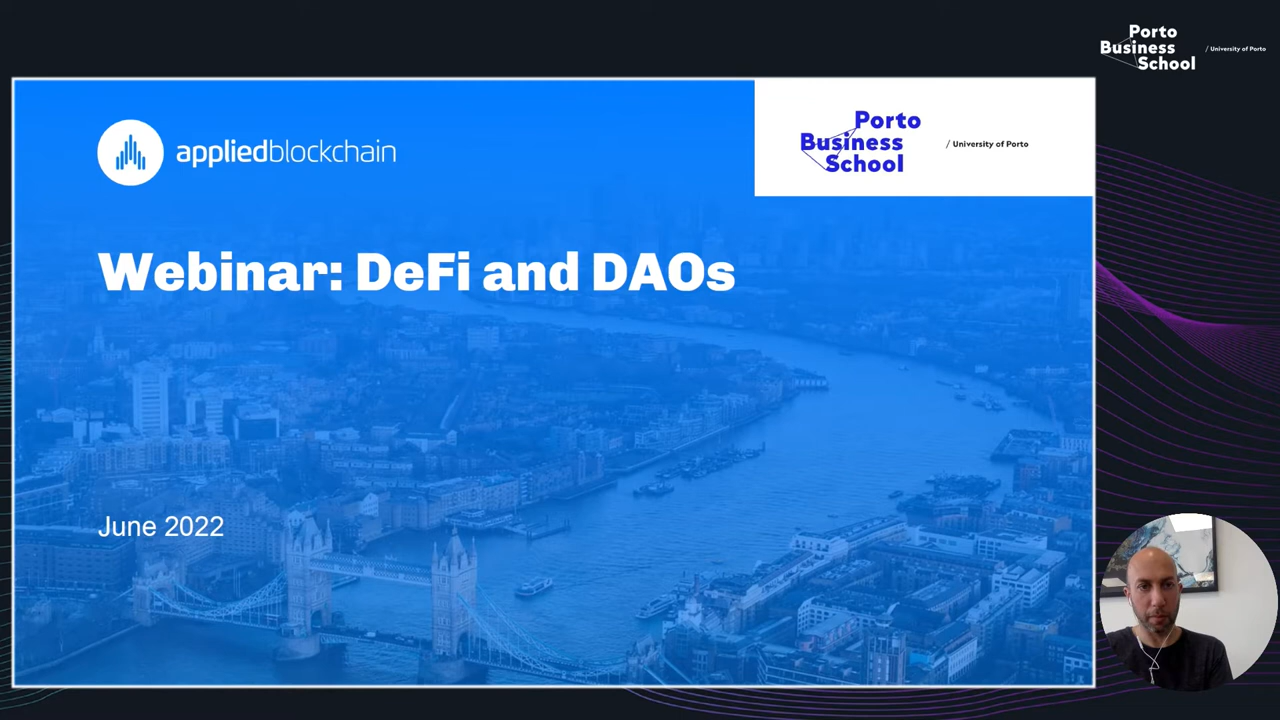 Porto
Business
School
/ University of Porto
appliedblockchain
Porto
Business
School
/ University of Porto
Webinar: DeFi and DAOs
June 2022